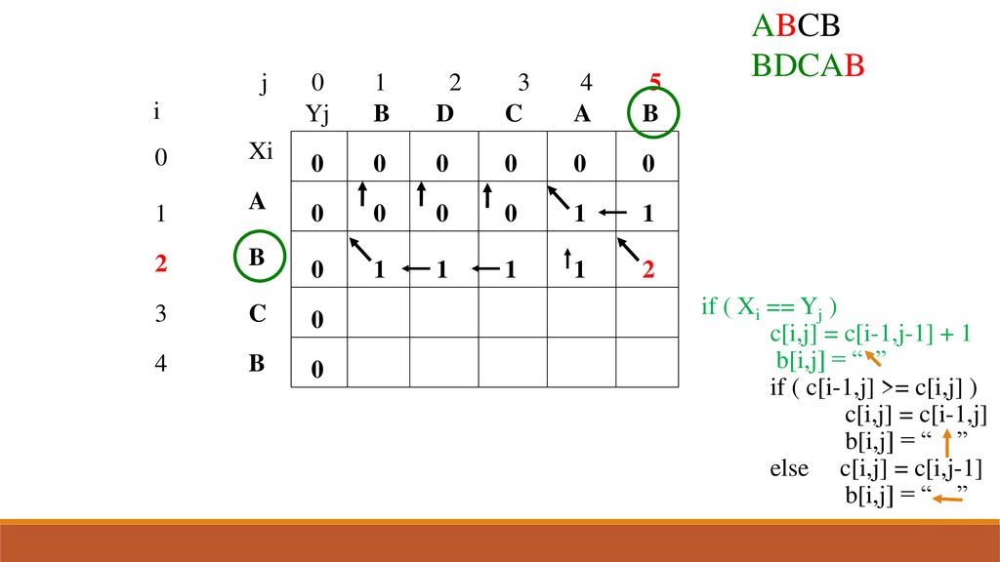 ABCB
BDCAB
j 0 1 2 3 4 5
i Yj B D C A B
0 Xi 0 0 0 0 0 0
1 A 0 0 0 0 1 1
2 B 0 1 1 1 1 2
3 C 0
4 B 0
if ( Xi == Yj )
c[i,j] = c[i-1,j-1] + 1
b[i,j] = “↖”
if ( c[i-1,j] >= c[i,j] )
c[i,j] = c[i-1,j]
b[i,j] = “↑”
else c[i,j] = c[i,j-1]
b[i,j] = “←”